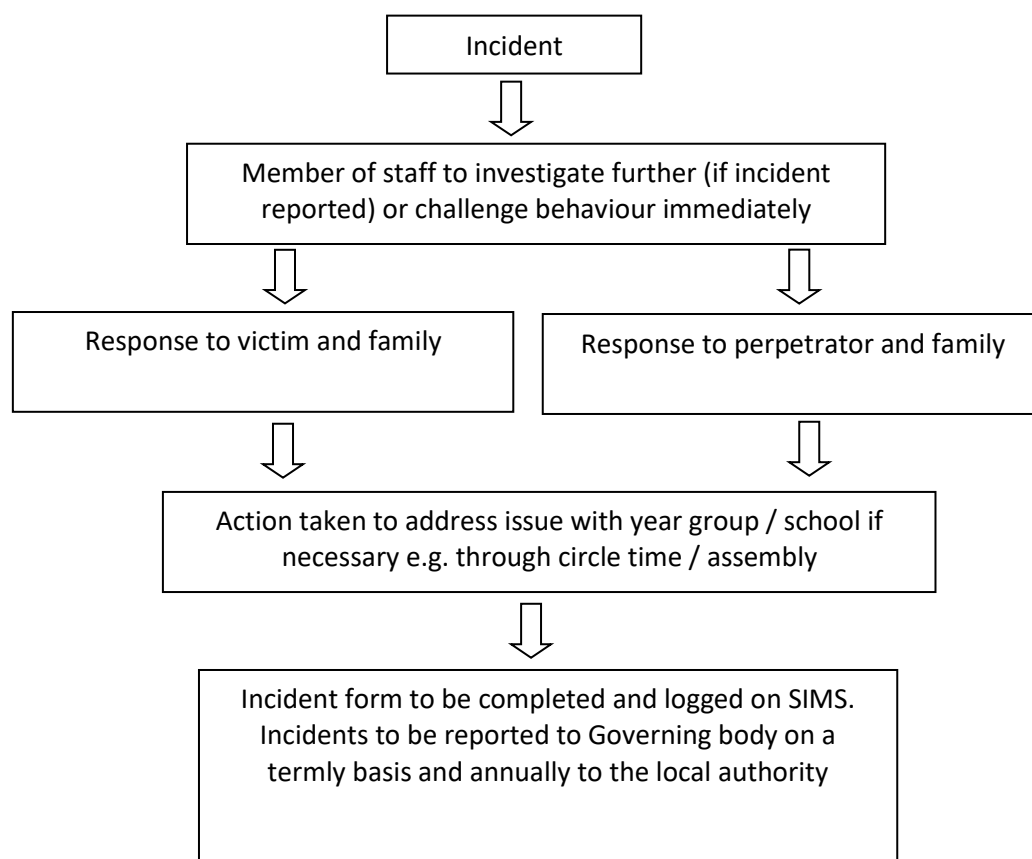 Incident
Member of staff to investigate further (if incident
reported) or challenge behaviour immediately
Response to victim and family
Response to perpetrator and family
Action taken to address issue with year group / school if
necessary e.g. through circle time / assembly
Incident form to be completed and logged on SIMS.
Incidents to be reported to Governing body on a
termly basis and annually to the local authority